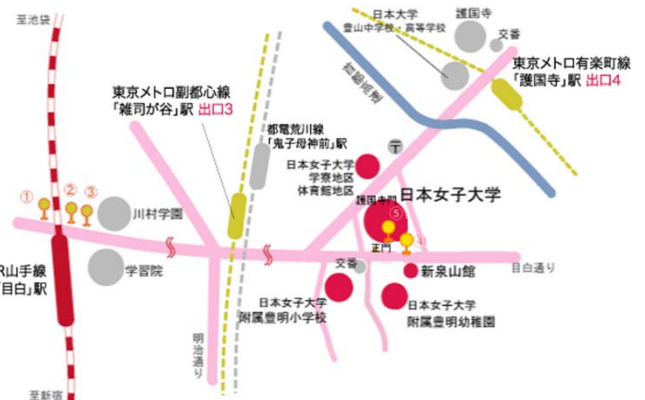 至池袋
日本大学
豊山中学校・高等学校
護国寺
交番
東京メトロ有楽町線
「護国寺」駅 出口4
首都高速
東京メトロ副都心線
「雑司が谷」駅 出口3
都電荒川線
「鬼子母神前」駅
〒
日本女子大学
学寮地区
体育館地区
護国寺門
日本女子大学
①
②
③
川村学園
⑤
④
正門
目白通り
R山手線
「目白」駅
学習院
交番
新泉山館
日本女子大学
附属豊明小学校
日本女子大学
附属豊明幼稚園
明治通り
至新宿